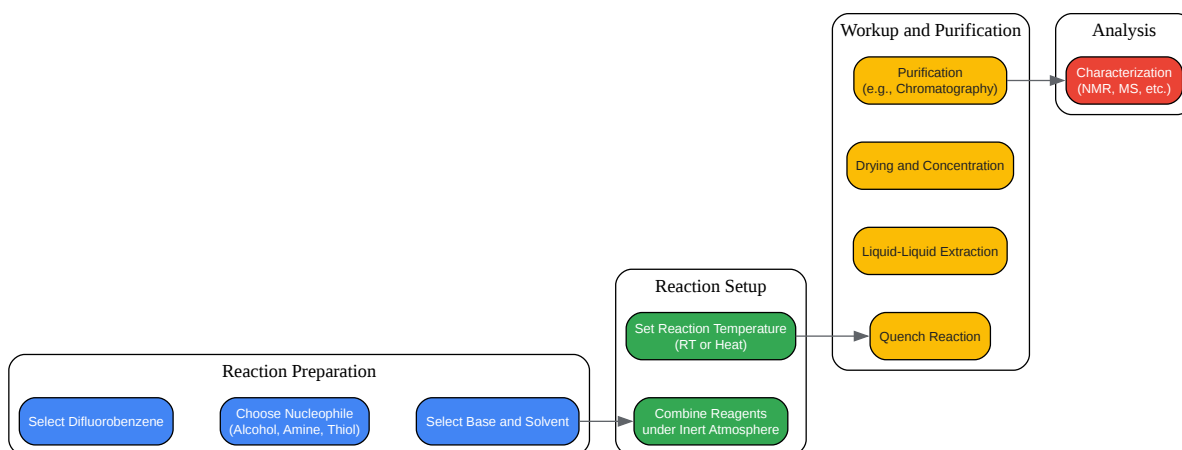 Workup and Purification
Purification
(e.g., Chromatography)
Drying and Concentration
Liquid-Liquid Extraction
Quench Reaction
Analysis
Characterization
(NMR, MS, etc.)
Reaction Setup
Set Reaction Temperature
(RT or Heat)
Combine Reagents
under Inert Atmosphere
Reaction Preparation
Select Difluorobenzene
Choose Nucleophile
(Alcohol, Amine, Thiol)
Select Base and Solvent